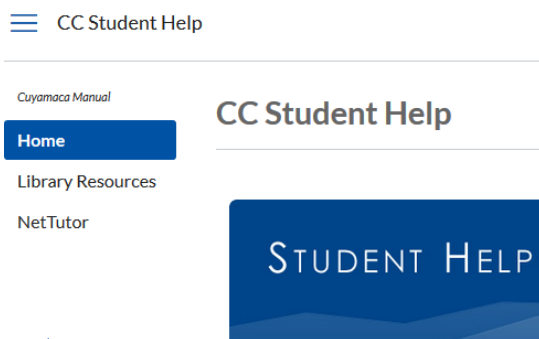 CC Student Help
Cuyamaca Manual
Home
Library Resources
NetTutor
CC Student Help
STUDENT HELP